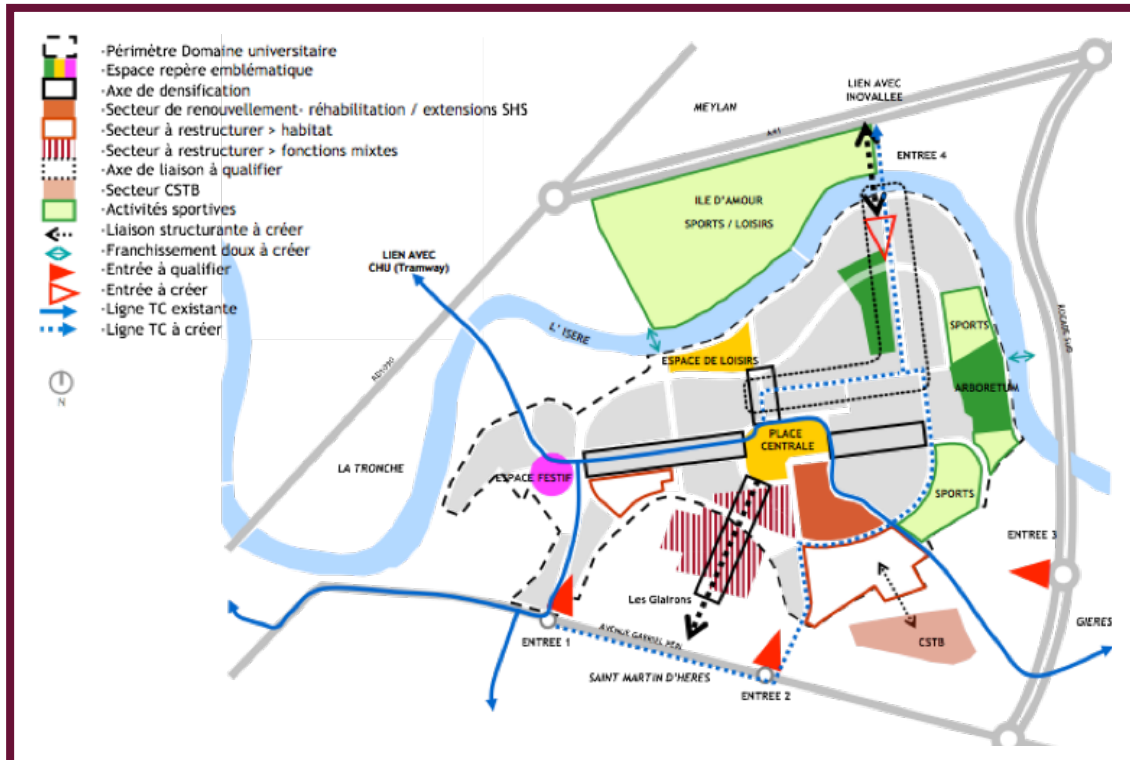 -Périmètre Domaine universitaire
-Espace repère emblématique
-Axe de densification
-Secteur de renouvellement- réhabilitation / extensions SHS
-Secteur à restructurer > habitat
-Secteur à restructurer > fonctions mixtes
-Axe de liaison à qualifier
-Secteur CSTB
-Activités sportives
-Liaison structurante à créer
-Franchissement doux à créer
-Entrée à qualifier
-Entrée à créer
-Ligne TC existante
-Ligne TC à créer
N
LIEN AVEC
INOVALLEE
MEYLAN
A41
ENTREE 4
ILE D'AMOUR
SPORTS / LOISIRS
LIEN AVEC
CHU (Tramway)
L' ISERE
RD1090
ROCADE SUD
SPORTS
ESPACE DE LOISIRS
ARBORETUM
PLACE
CENTRALE
LA TRONCHE
ESPACE FESTIF
SPORTS
ENTREE 3
Les Glairons
GIERES
AVENUE GABRIEL PERI
CSTB
ENTREE 1
SAINT MARTIN D'HERES
ENTREE 2